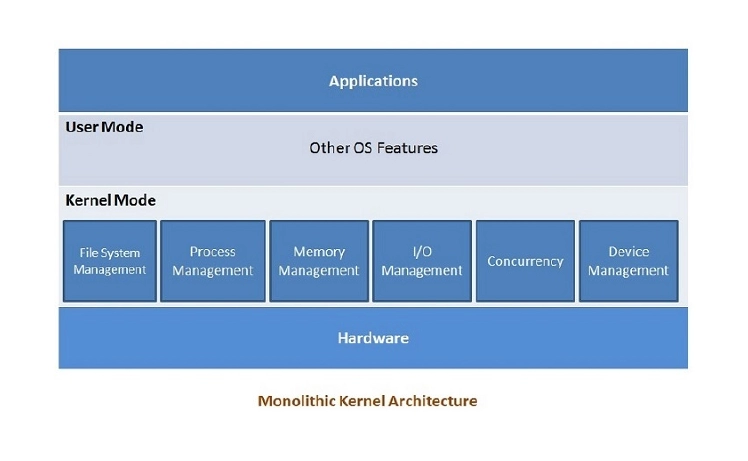 Applications
User Mode
Other OS Features
Kernel Mode
File System
Management
Process
Management
Memory
Management
I/O
Management
Concurrency
Device
Management
Hardware
Monolithic Kernel Architecture